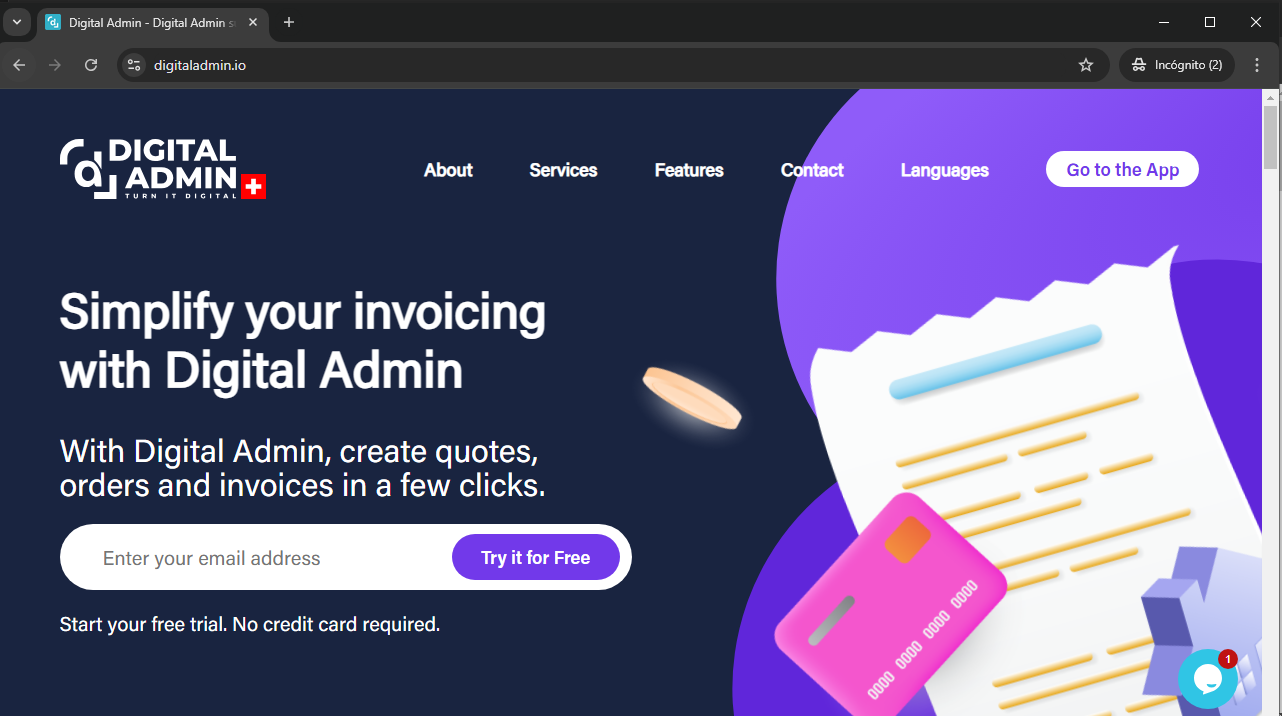 Digital Admin - Digital Admin s
digitaladmin.io
Incógnito (2)
DIGITAL
ADMIN
TURN IT DIGITAL
About
Services
Features
Contact
Languages
Go to the App
Simplify your invoicing
with Digital Admin
With Digital Admin, create quotes,
orders and invoices in a few clicks.
Enter your email address
Try it for Free
Start your free trial. No credit card required.
0000 0000 0000 0000
1